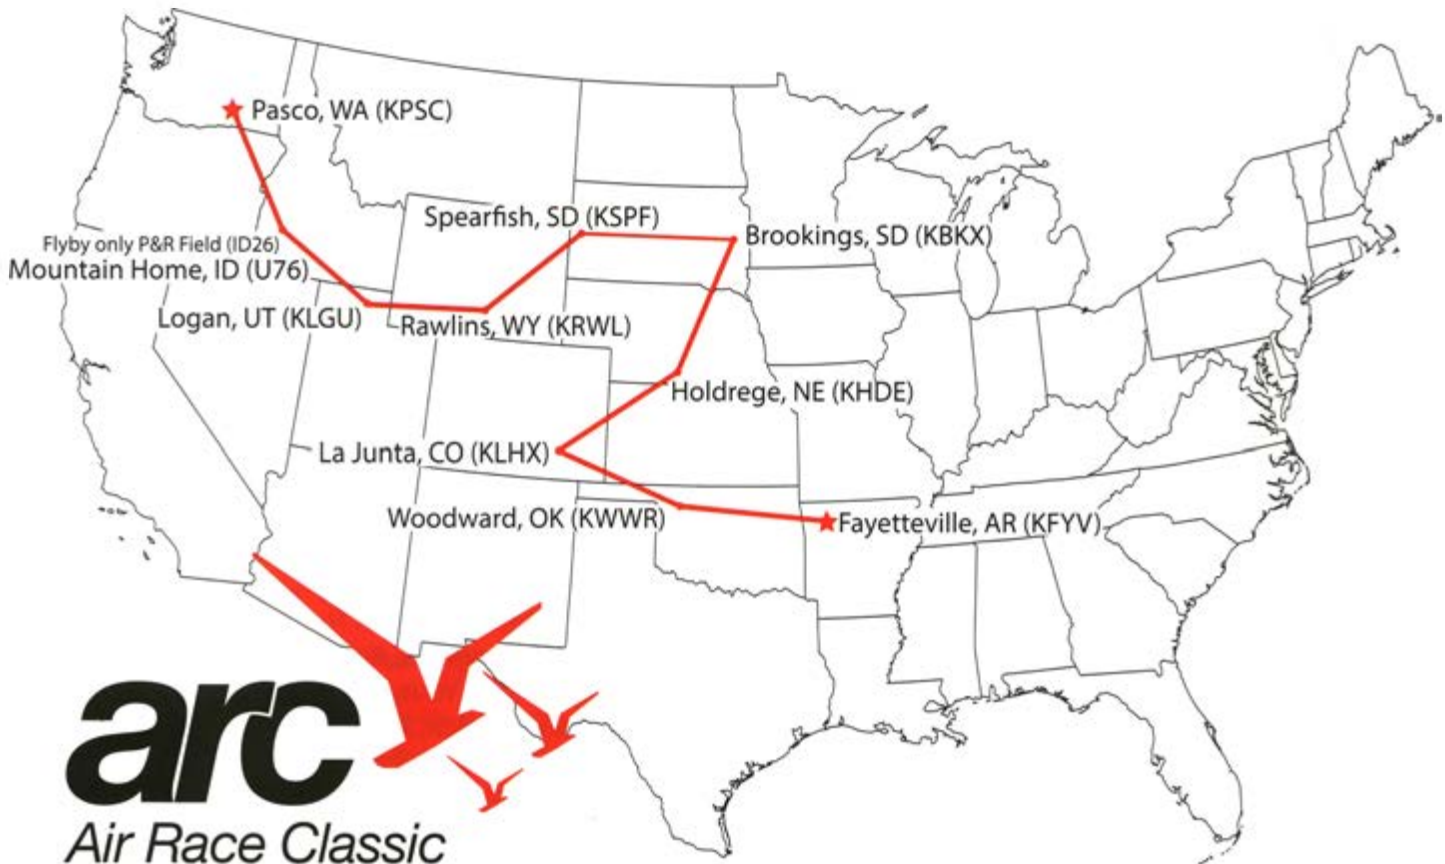 Pasco, WA (KPSC)
Spearfish, SD (KSPF)
Brookings, SD (KBKX)
Flyby only P&R Field (ID26)
Mountain Home, ID (U76)
Logan, UT (KLGU)
Rawlins, WY (KRWL)
Holdrege, NE (KHDE)
La Junta, CO (KLHX)
Woodward, OK (KWWR)
Fayetteville, AR (KFYV)
arc
Air Race Classic